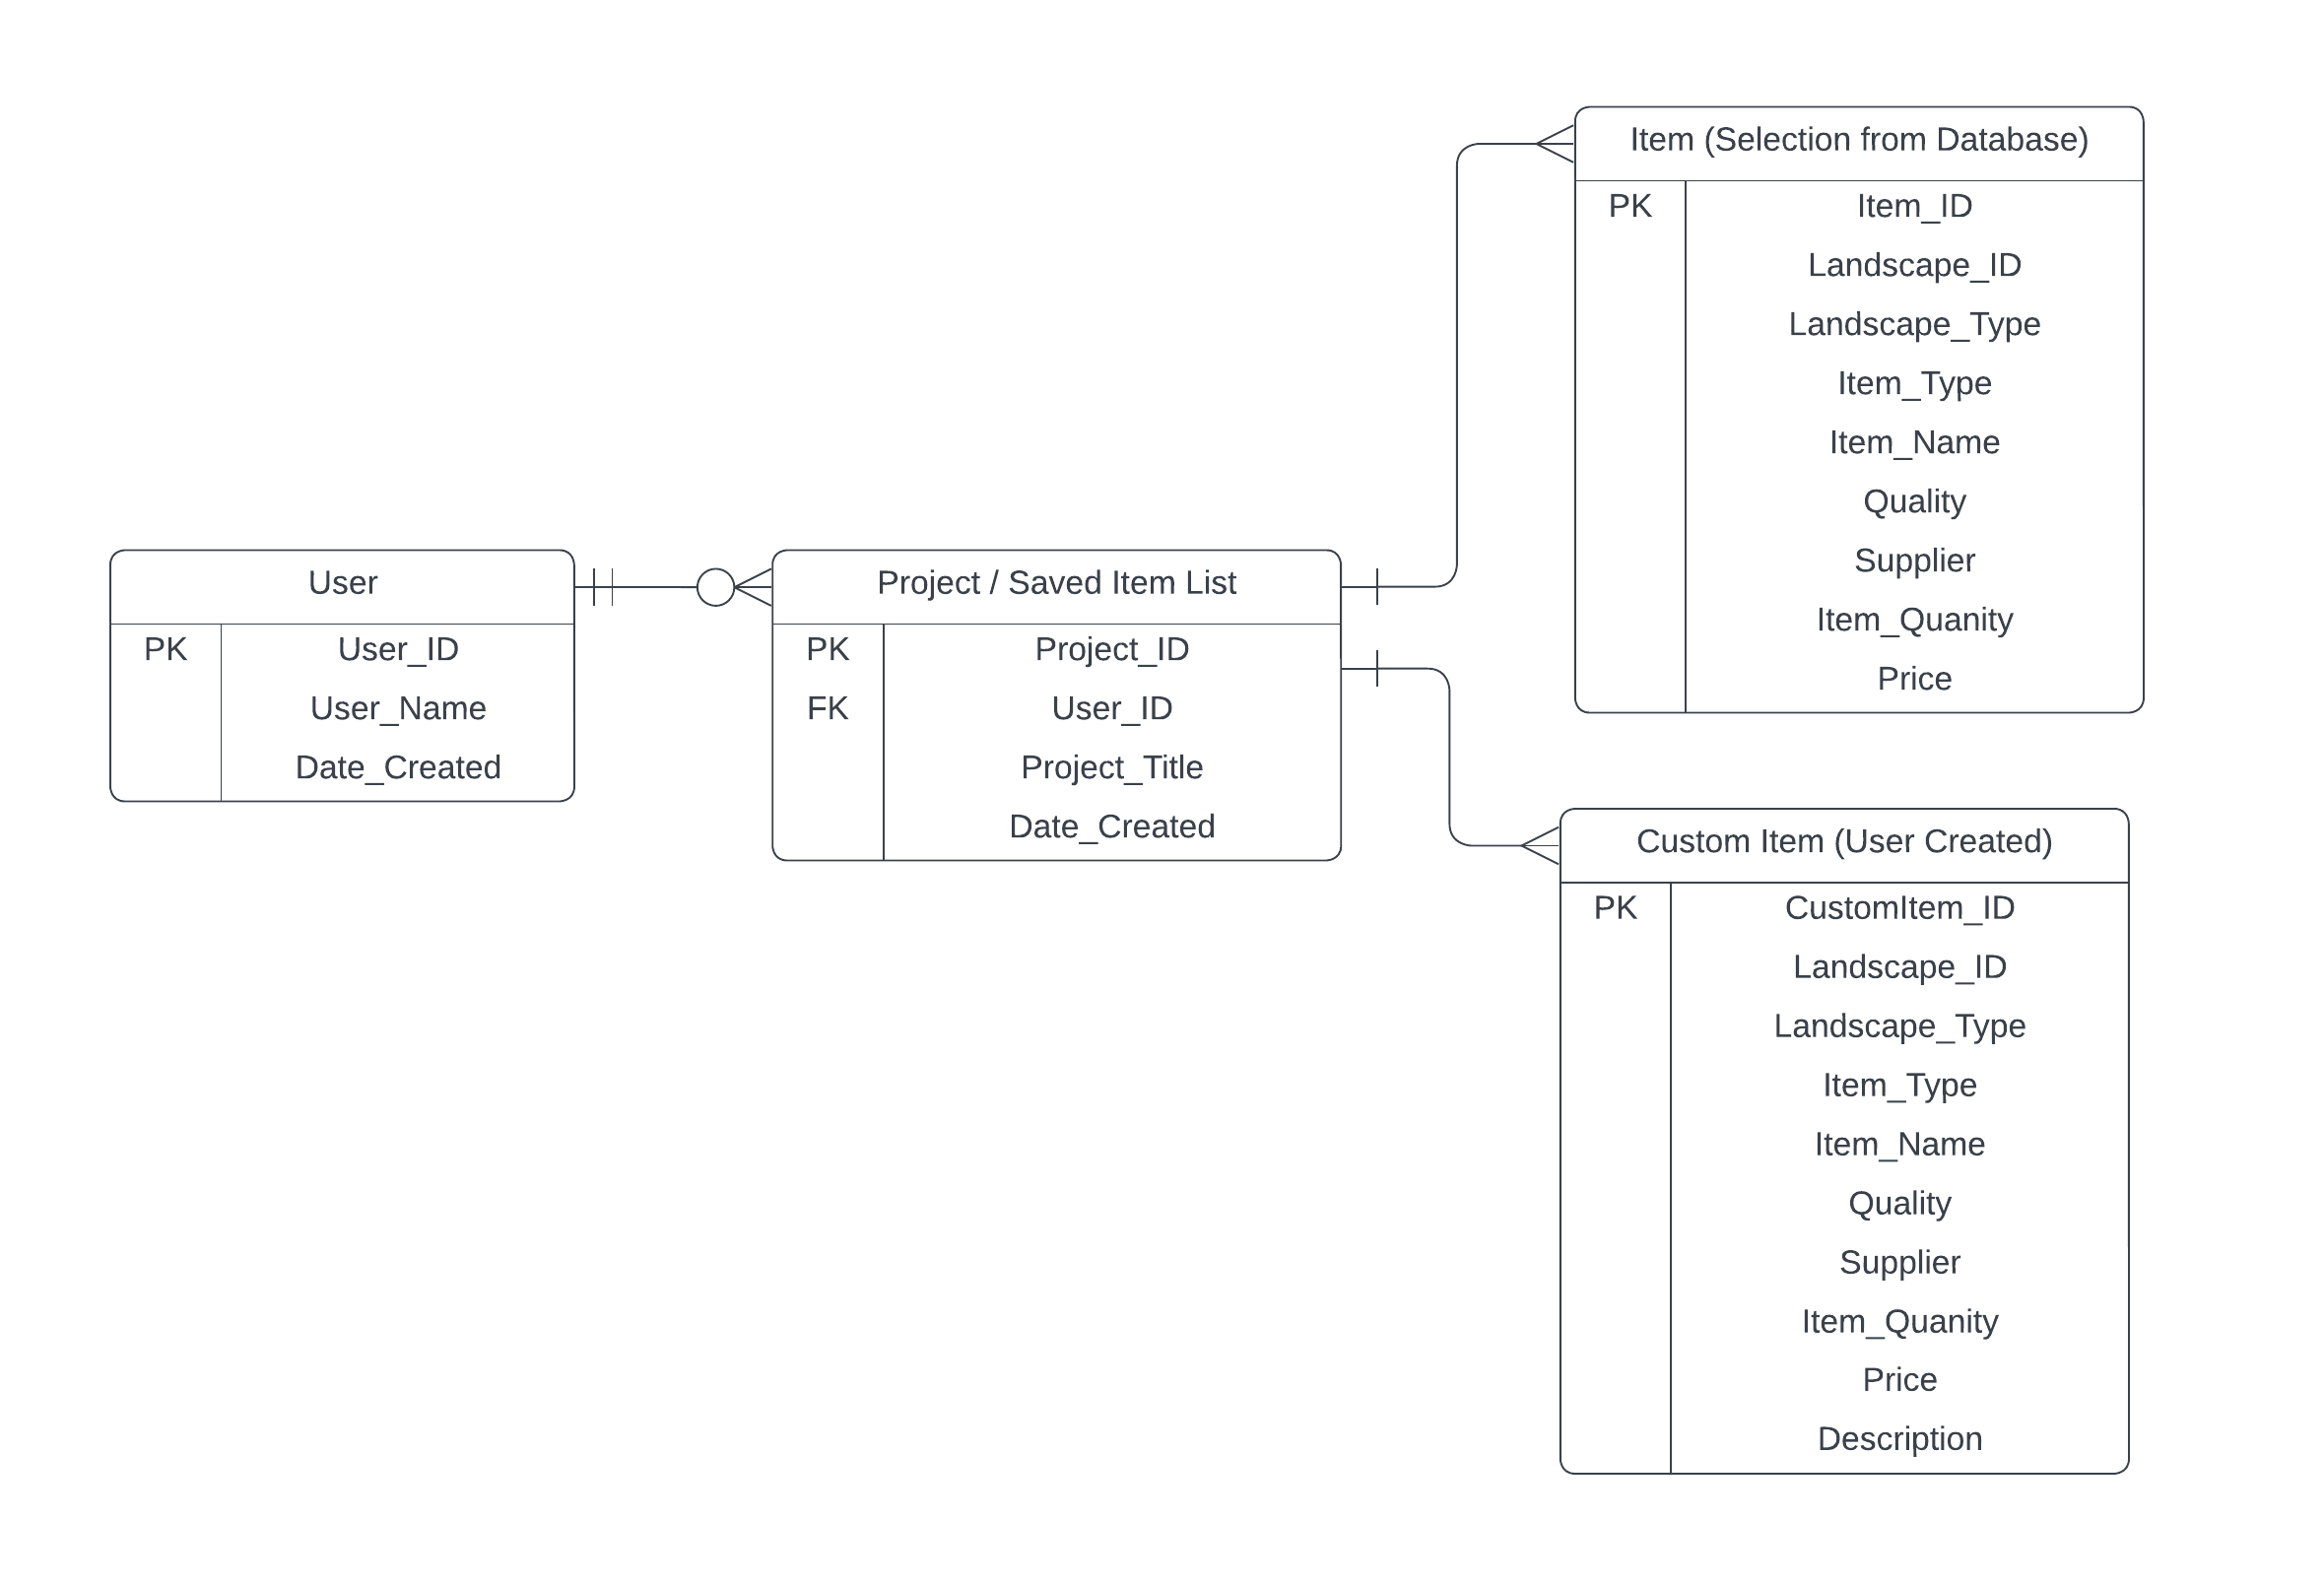 User
PK User_ID
User_Name
Date_Created
Project / Saved Item List
PK Project_ID
FK User_ID
Project_Title
Date_Created
Item (Selection from Database)
PK Item_ID
Landscape_ID
Landscape_Type
Item_Type
Item_Name
Quality
Supplier
Item_Quanity
Price
Custom Item (User Created)
PK CustomItem_ID
Landscape_ID
Landscape_Type
Item_Type
Item_Name
Quality
Supplier
Item_Quanity
Price
Description